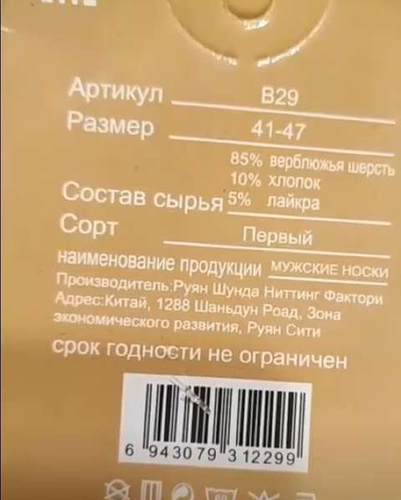 Артикул B29
Размер 41-47
85% верблюжья шерсть
10% хлопок
Состав сырья 5% лайкра
Сорт Первый
наименование продукции МУЖСКИЕ НОСКИ
Производитель:Руян Шунда Ниттинг Фактори
Адрес:Китай, 1288 Шаньдун Роад, Зона
экономического развития, Руян Сити
срок годности не ограничен
6 943079 312299